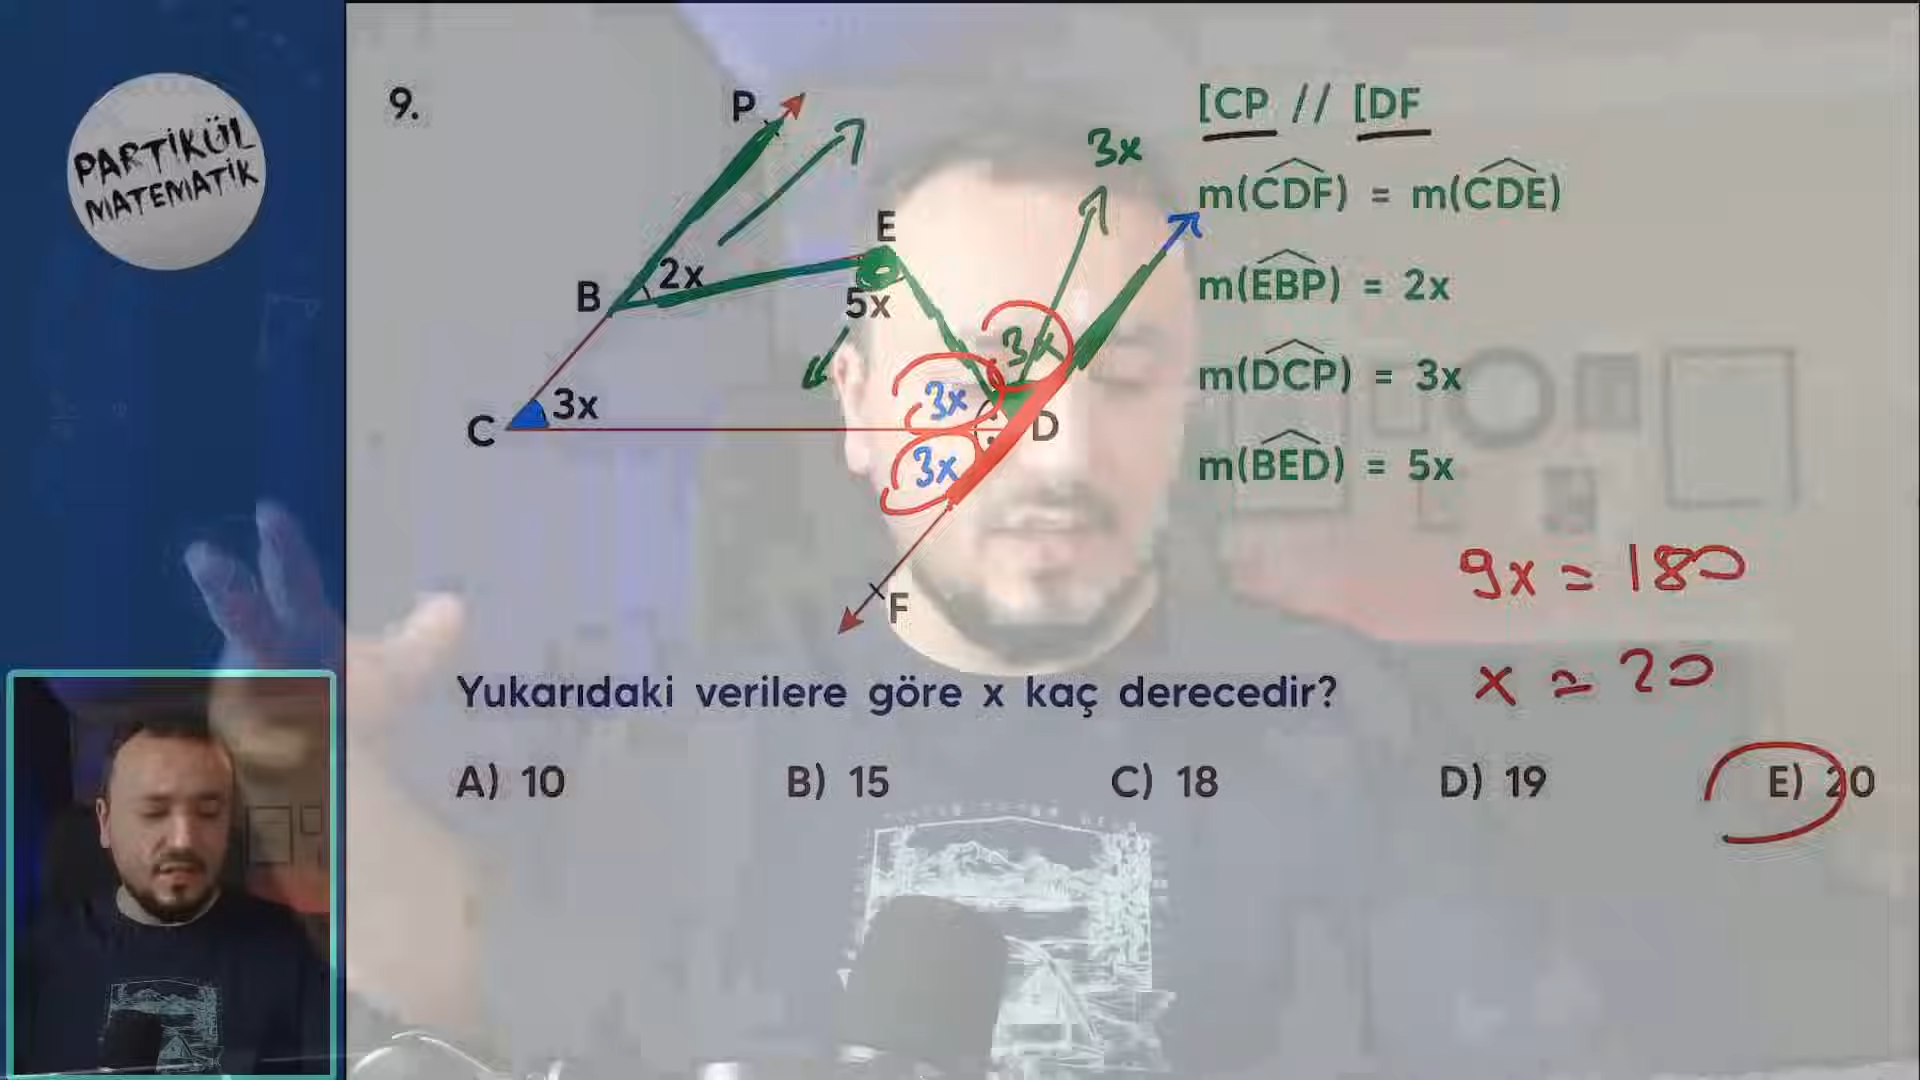 PARTİKÜL
MATEMATİK
9.
[CP // [DF
m(CDF) = m(CDE)
m(EBP) = 2x
m(DCP) = 3x
m(BED) = 5x
P
3x
E
B
2x
5x
3x
C
3x
3x
D
3x
F
9x = 180
x = 20
Yukarıdaki verilere göre x kaç derecedir?
A) 10 B) 15 C) 18 D) 19 E) 20